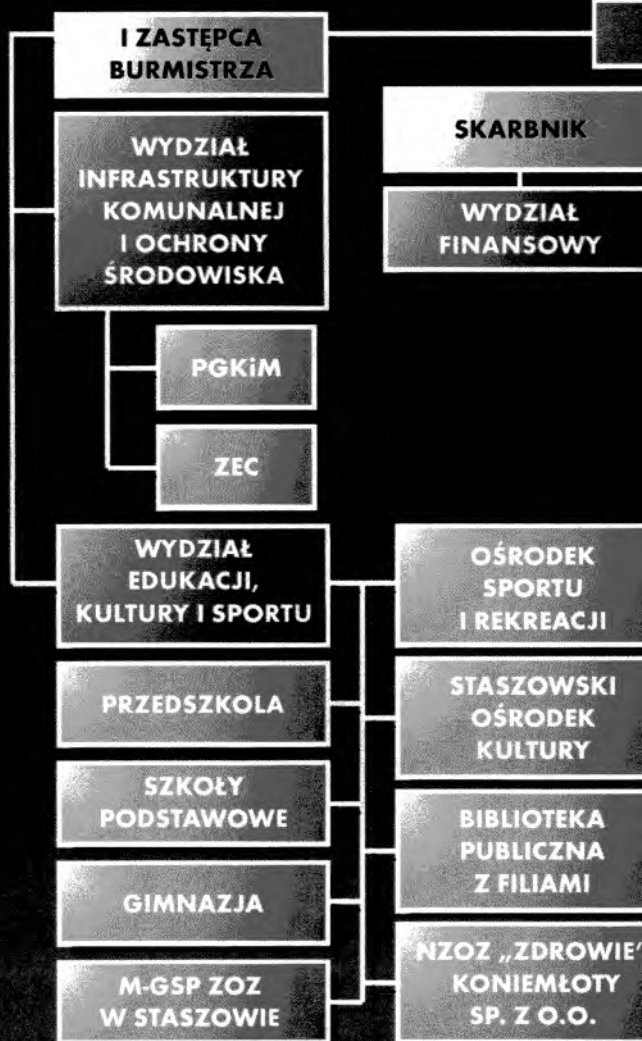 I ZASTĘPCA
BURMISTRZA
SKARBNIK
WYDZIAŁ
INFRASTRUKTURY
KOMUNALNEJ
I OCHRONY
ŚRODOWISKA
WYDZIAŁ
FINANSOWY
PGKiM
ZEC
WYDZIAŁ
EDUKACJI,
KULTURY I SPORTU
OŚRODEK
SPORTU
I REKREACJI
PRZEDSZKOLA
STASZOWSKI
OŚRODEK
KULTURY
SZKOŁY
PODSTAWOWE
BIBLIOTEKA
PUBLICZNA
Z FILIAMI
GIMNAZJA
M-GSP ZOZ
W STASZOWIE
NZOZ „ZDROWIE”
KONIEMŁOTY
SP. Z O.O.